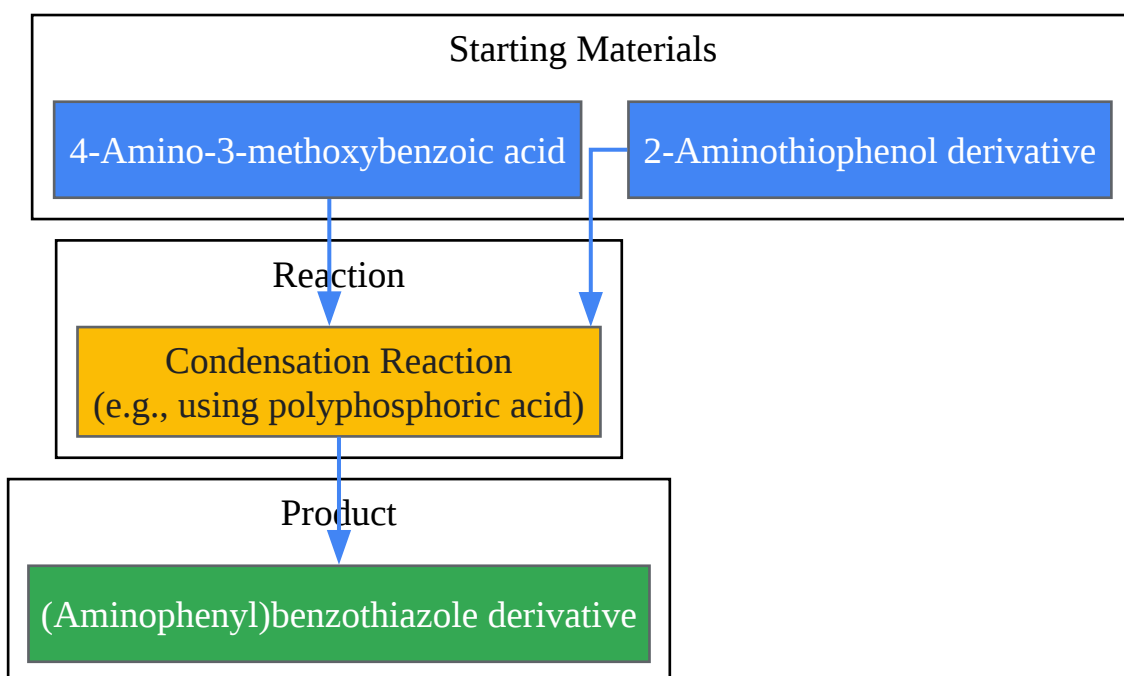 Starting Materials
4-Amino-3-methoxybenzoic acid
2-Aminothiophenol derivative
Reaction
Condensation Reaction
(e.g., using polyphosphoric acid)
Product
(Aminophenyl)benzothiazole derivative